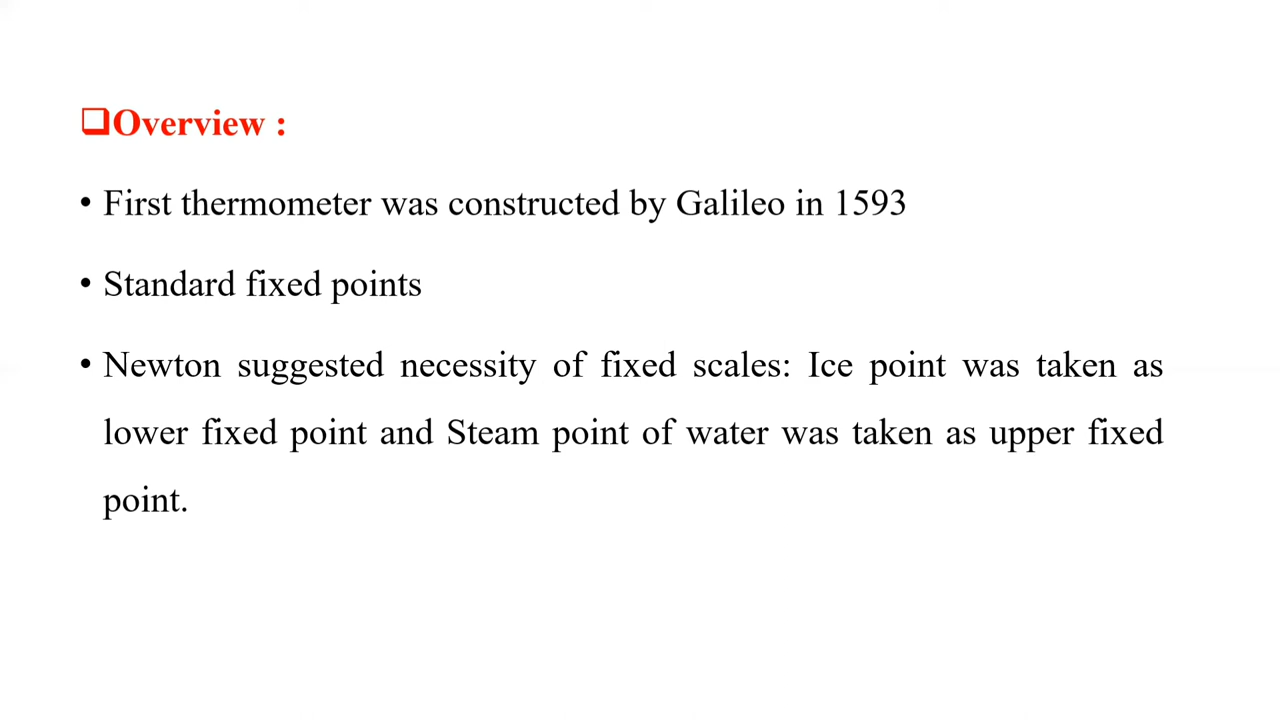 ❑Overview :
• First thermometer was constructed by Galileo in 1593
• Standard fixed points
• Newton suggested necessity of fixed scales: Ice point was taken as
lower fixed point and Steam point of water was taken as upper fixed
point.